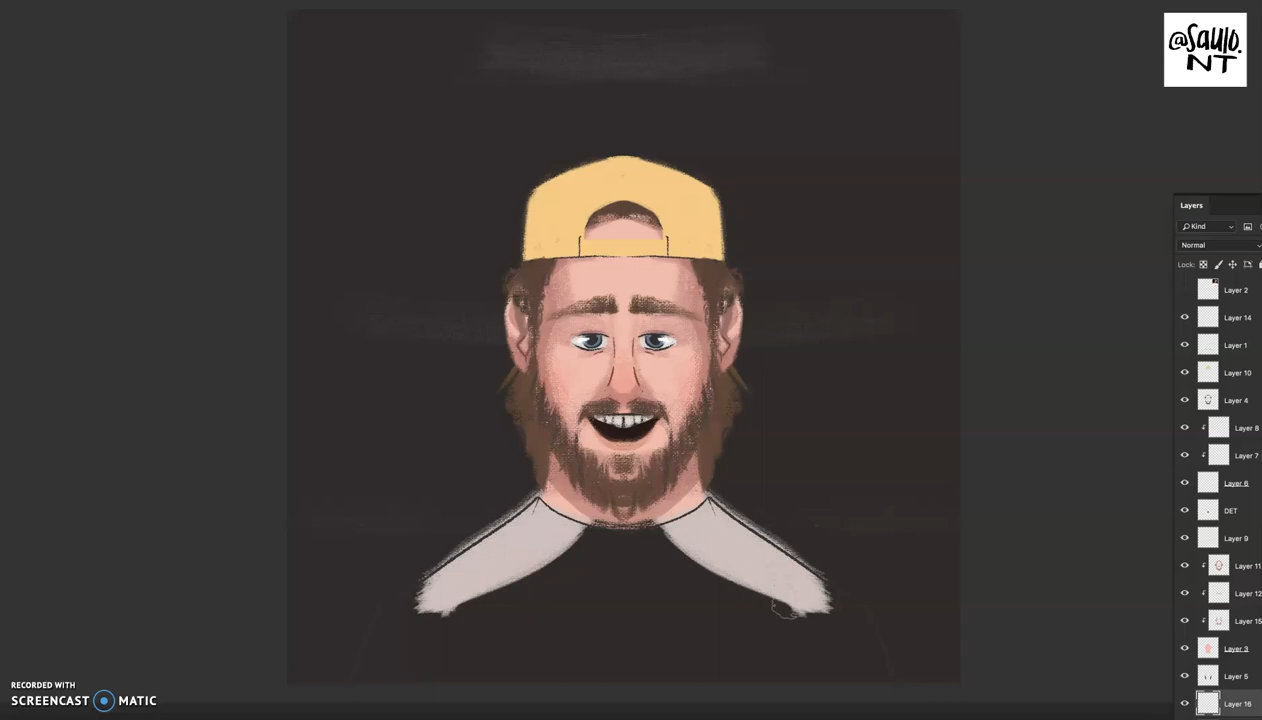 @Saulo.
NT
Layers
Kind
Normal
Lock:
Layer 2
Layer 14
Layer 1
Layer 10
Layer 4
Layer 8
Layer 7
Layer 6
DET
Layer 9
Layer 11
Layer 12
Layer 15
Layer 3
Layer 5
Layer 16
RECORDED WITH
SCREENCAST MATIC